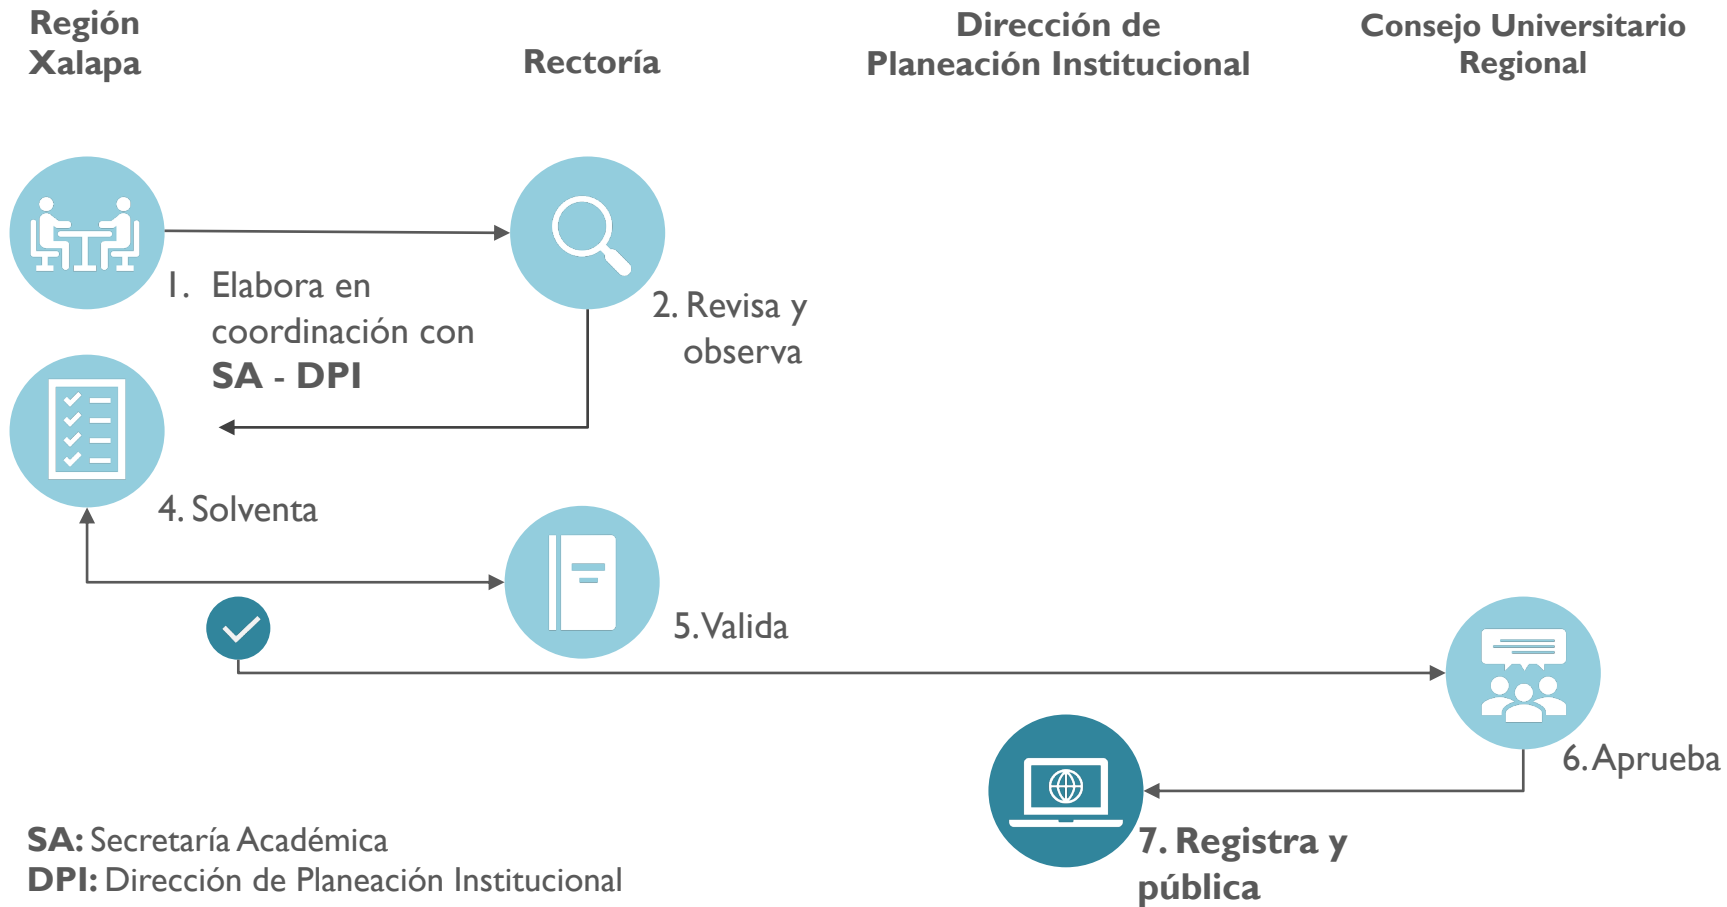 Región
Xalapa
Rectoría
Dirección de
Planeación Institucional
Consejo Universitario
Regional
1. Elabora en
coordinación con
SA - DPI
2. Revisa y
observa
4. Solventa
5. Valida
6. Aprueba
7. Registra y
pública
SA: Secretaría Académica
DPI: Dirección de Planeación Institucional